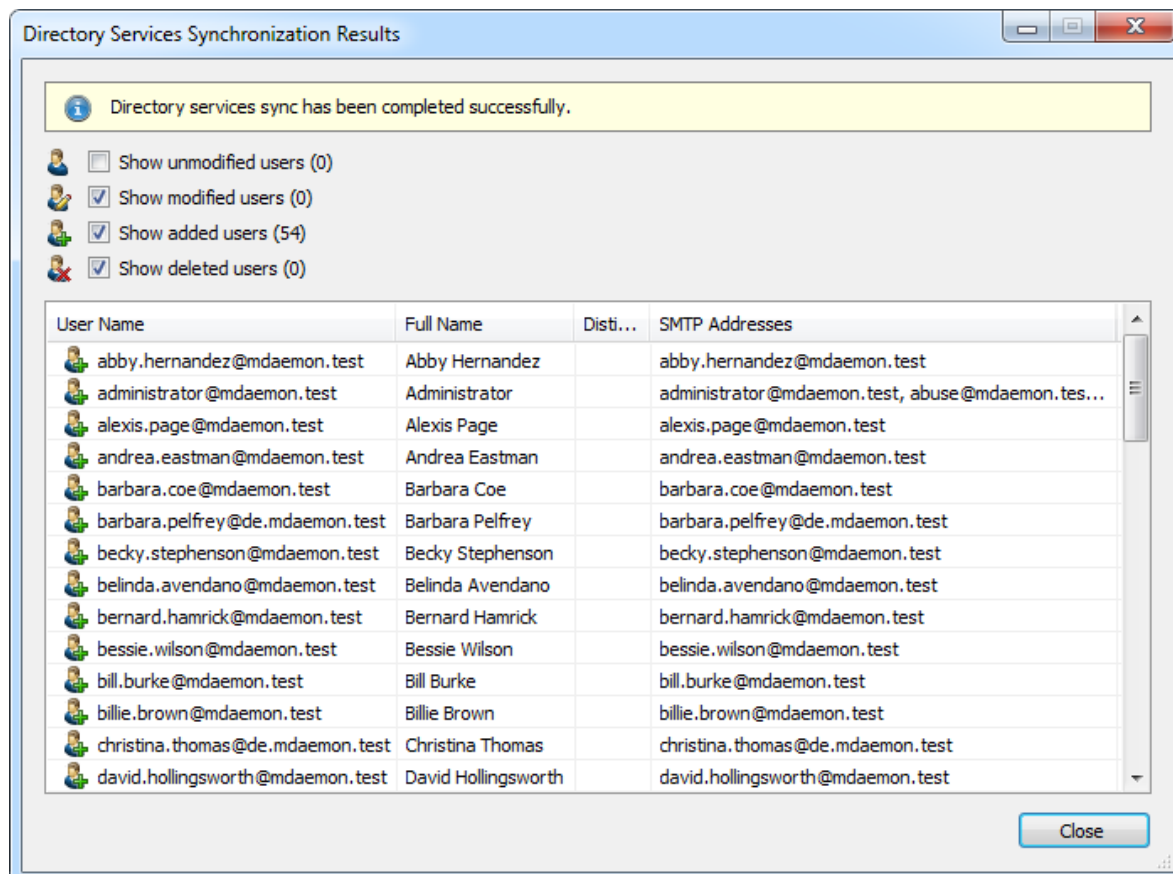 Directory Services Synchronization Results
Directory services sync has been completed successfully.
Show unmodified users (0)
Show modified users (0)
Show added users (54)
Show deleted users (0)
User Name Full Name Disti... SMTP Addresses
abby.hernandez@mdaemon.test Abby Hernandez abby.hernandez@mdaemon.test
administrator@mdaemon.test Administrator administrator@mdaemon.test, abuse@mdaemon.tes...
alexis.page@mdaemon.test Alexis Page alexis.page@mdaemon.test
andrea.eastman@mdaemon.test Andrea Eastman andrea.eastman@mdaemon.test
barbara.coe@mdaemon.test Barbara Coe barbara.coe@mdaemon.test
barbara.pelfrey@de.mdaemon.test Barbara Pelfrey barbara.pelfrey@de.mdaemon.test
becky.stephenson@mdaemon.test Becky Stephenson becky.stephenson@mdaemon.test
belinda.avendano@mdaemon.test Belinda Avendano belinda.avendano@mdaemon.test
bernard.hamrick@mdaemon.test Bernard Hamrick bernard.hamrick@mdaemon.test
bessie.wilson@mdaemon.test Bessie Wilson bessie.wilson@mdaemon.test
bill.burke@mdaemon.test Bill Burke bill.burke@mdaemon.test
billie.brown@mdaemon.test Billie Brown billie.brown@mdaemon.test
christina.thomas@de.mdaemon.test Christina Thomas christina.thomas@de.mdaemon.test
david.hollingsworth@mdaemon.test David Hollingsworth david.hollingsworth@mdaemon.test
Close